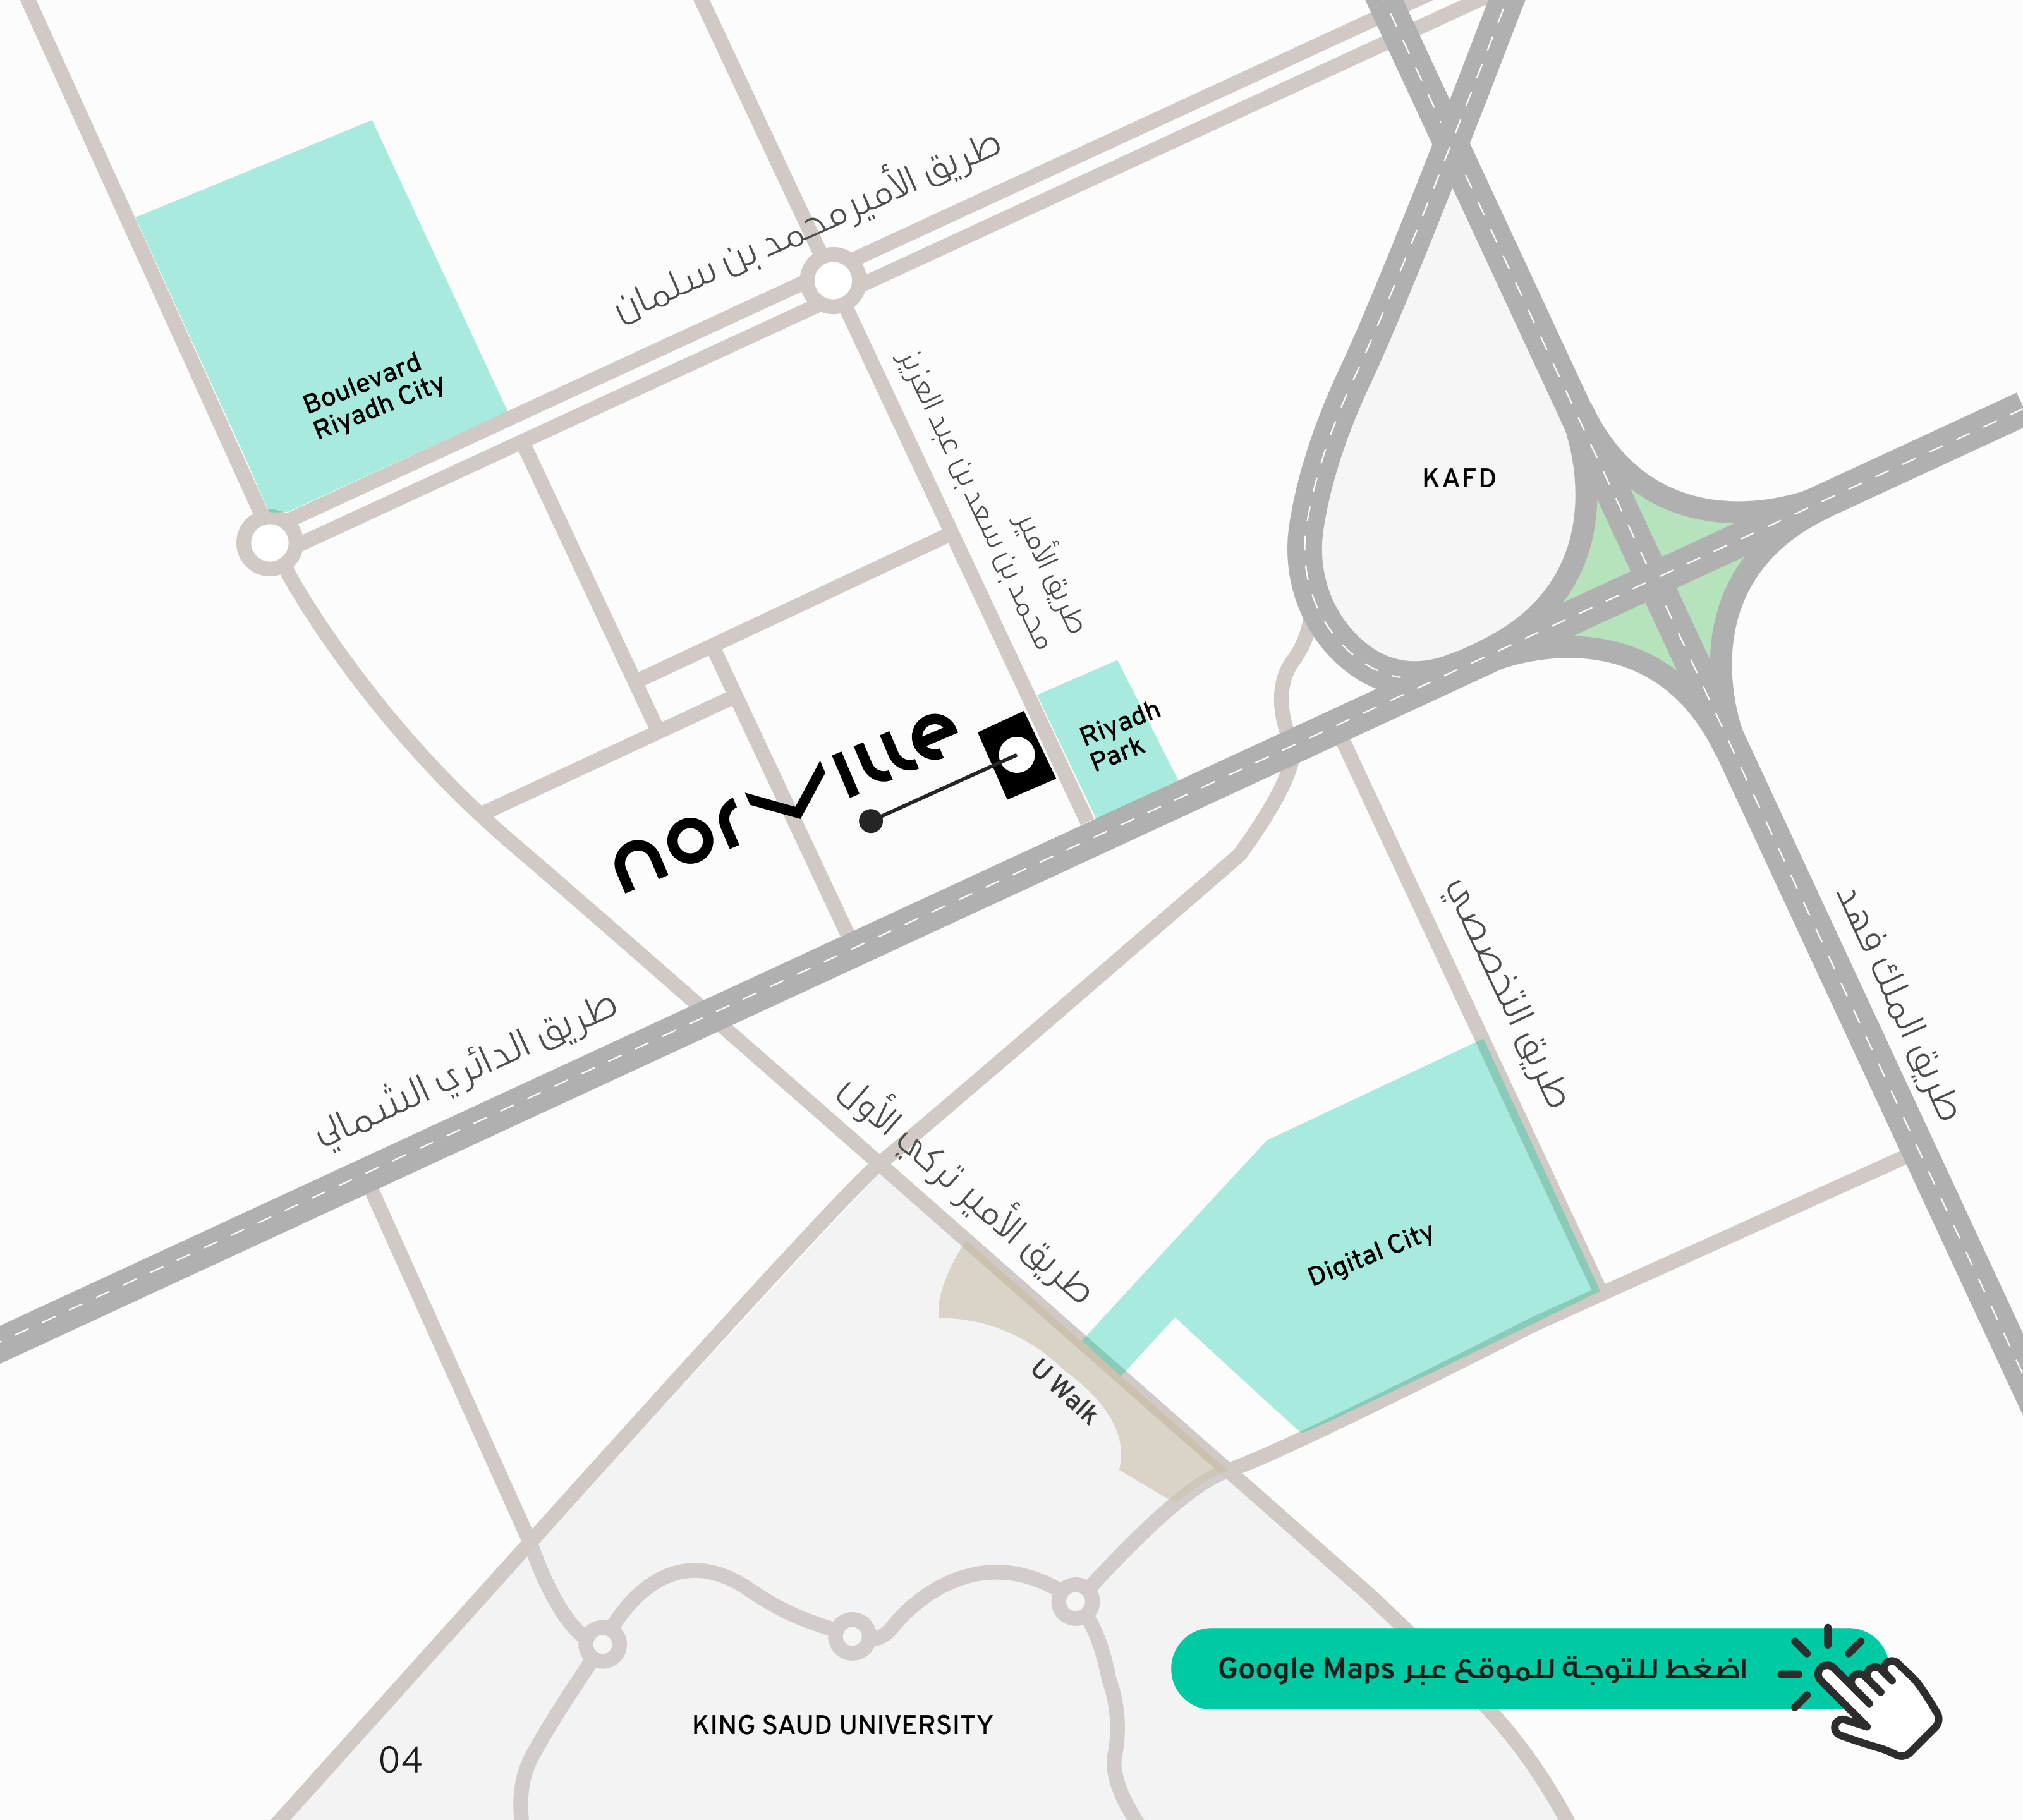 طريق الأمير محمد بن سلمان
Boulevard
Riyadh City
طريق الأمير
محمد بن سعد بن عبد العزيز
KAFD
norville
Riyadh
Park
طريق التخصصي
طريق الملك فهد
طريق الدائري الشمالي
طريق الأمير تركي الأول
Digital City
U Walk
اضغط للتوجة للموقع عبر Google Maps
KING SAUD UNIVERSITY
04